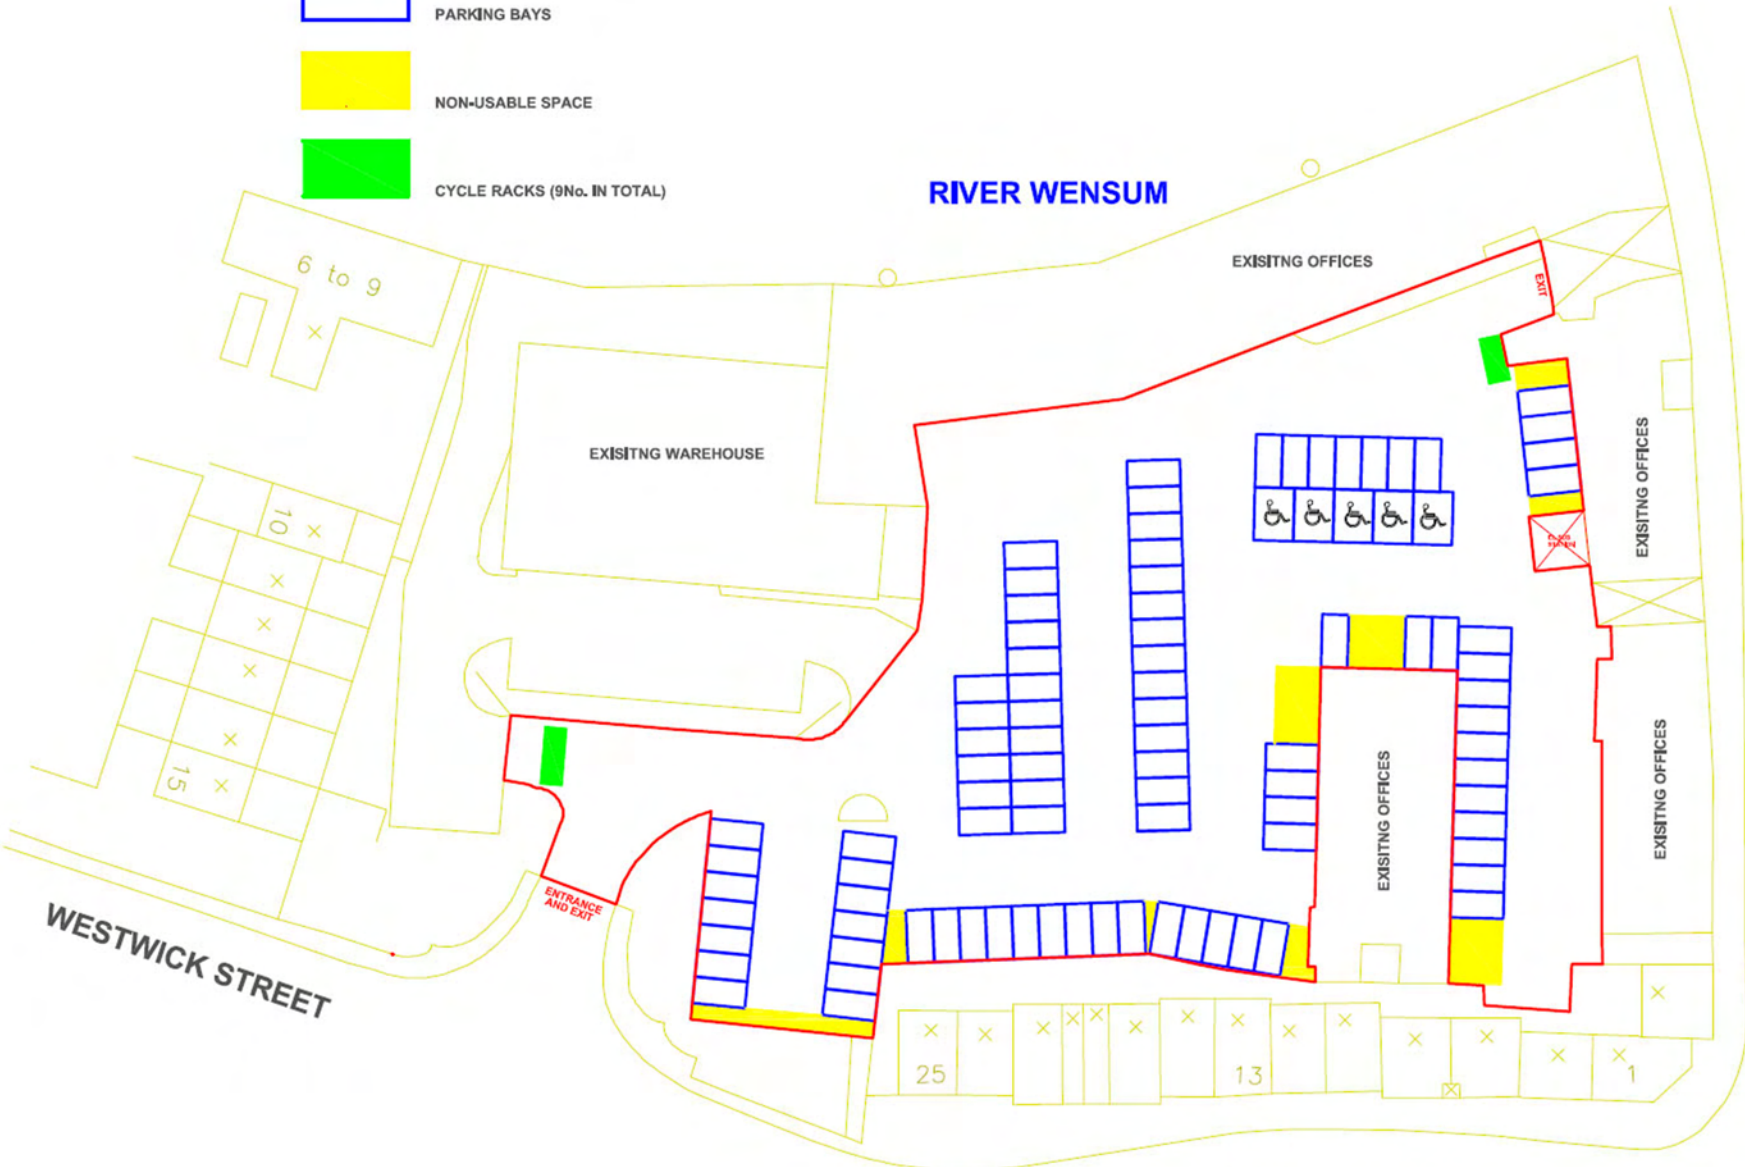 PARKING BAYS
NON-USABLE SPACE
CYCLE RACKS (9No. IN TOTAL)
RIVER WENSUM
6 to 9
EXISITNG OFFICES
EXIT
EXISITNG WAREHOUSE
EXISITNG OFFICES
10
EXISITNG OFFICES
EXISITNG OFFICES
15
ENTRANCE
AND EXIT
WESTWICK STREET
25
13
1